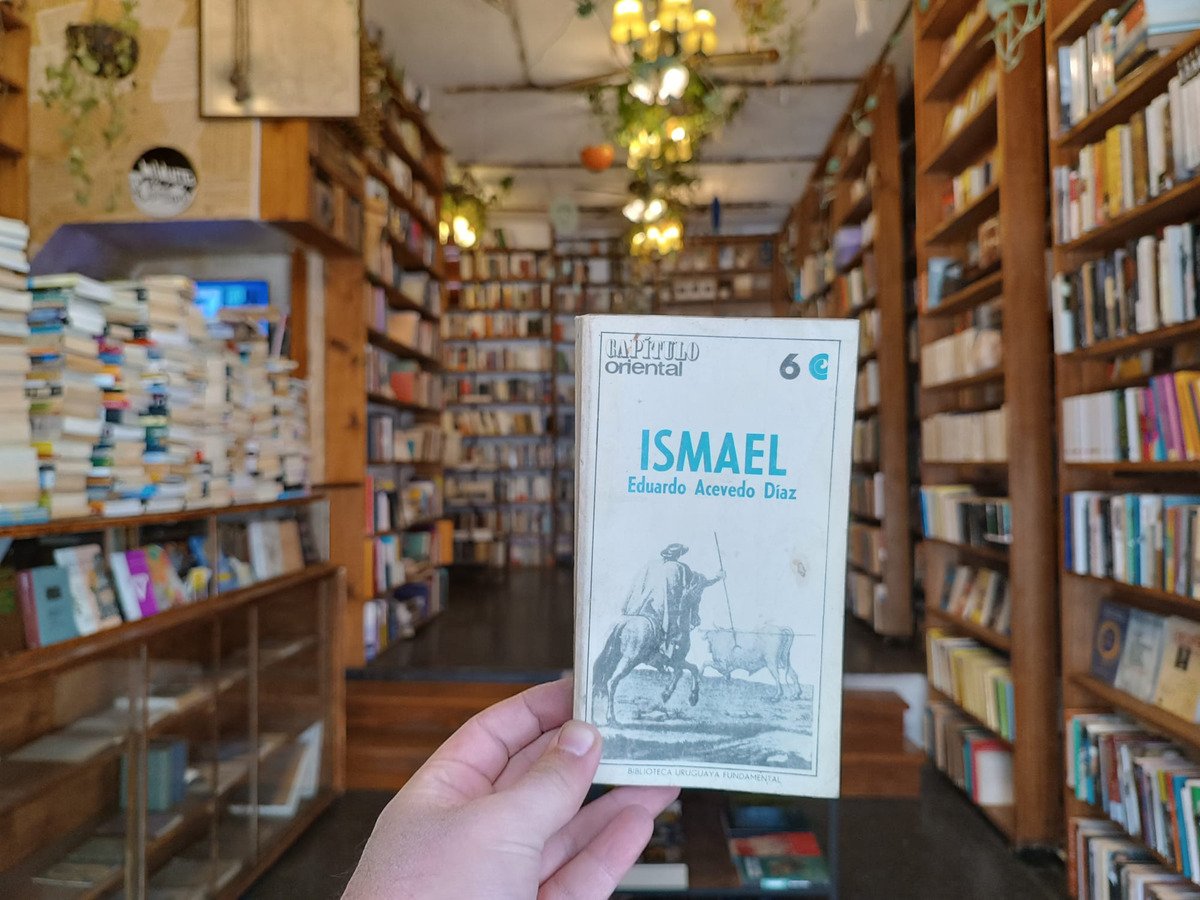 CAPÍTULO
oriental
6
ISMAEL
Eduardo Acevedo Díaz
BIBLIOTECA URUGUAYA FUNDAMENTAL